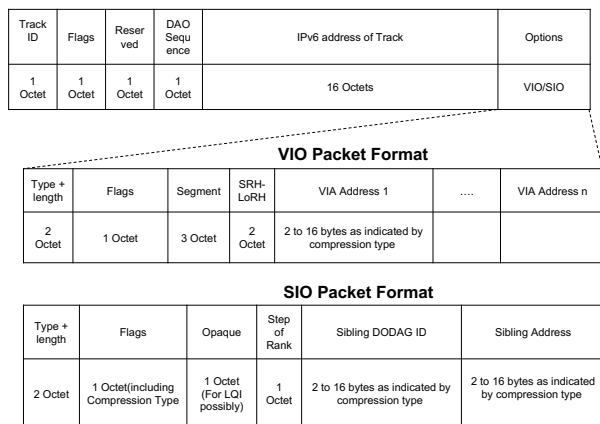 Track
ID
Flags
Reser
ved
DAO
Sequ
ence
IPv6 address of Track
Options
1
Octet
1
Octet
1
Octet
1
Octet
16 Octets
VIO/SIO
VIO Packet Format
Type +
length
Flags
Segment
SRH-
LoRH
VIA Address 1
....
VIA Address n
2
Octet
1 Octet
3 Octet
2
Octet
2 to 16 bytes as indicated by
compression type
SIO Packet Format
Type +
length
Flags
Opaque
Step
of
Rank
Sibling DODAG ID
Sibling Address
2 Octet
1 Octet(including
Compression Type
1 Octet
(For LQI
possibly)
1
Octet
2 to 16 bytes as indicated by
compression type
2 to 16 bytes as indicated
by compression type